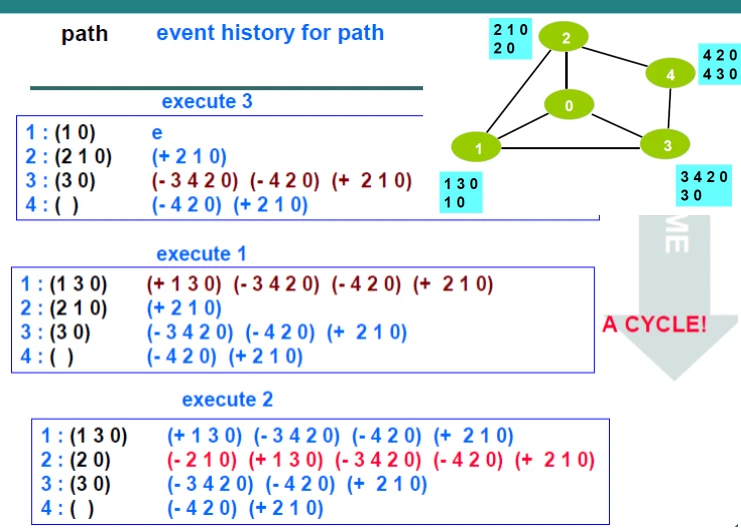 path event history for path
execute 3
1 : (1 0) e
2 : (2 1 0) (+ 2 1 0)
3 : (3 0) (- 3 4 2 0) (- 4 2 0) (+ 2 1 0)
4 : ( ) (- 4 2 0) (+ 2 1 0)
2 1 0
2 0
2
4 2 0
4 3 0
4
0
1
3
1 3 0
1 0
3 4 2 0
3 0
ME
execute 1
1 : (1 3 0) (+ 1 3 0) (- 3 4 2 0) (- 4 2 0) (+ 2 1 0)
2 : (2 1 0) (+ 2 1 0)
3 : (3 0) (- 3 4 2 0) (- 4 2 0) (+ 2 1 0)
4 : ( ) (- 4 2 0) (+ 2 1 0)
A CYCLE!
execute 2
1 : (1 3 0) (+ 1 3 0) (- 3 4 2 0) (- 4 2 0) (+ 2 1 0)
2 : (2 0) (- 2 1 0) (+ 1 3 0) (- 3 4 2 0) (- 4 2 0) (+ 2 1 0)
3 : (3 0) (- 3 4 2 0) (- 4 2 0) (+ 2 1 0)
4 : ( ) (- 4 2 0) (+ 2 1 0)